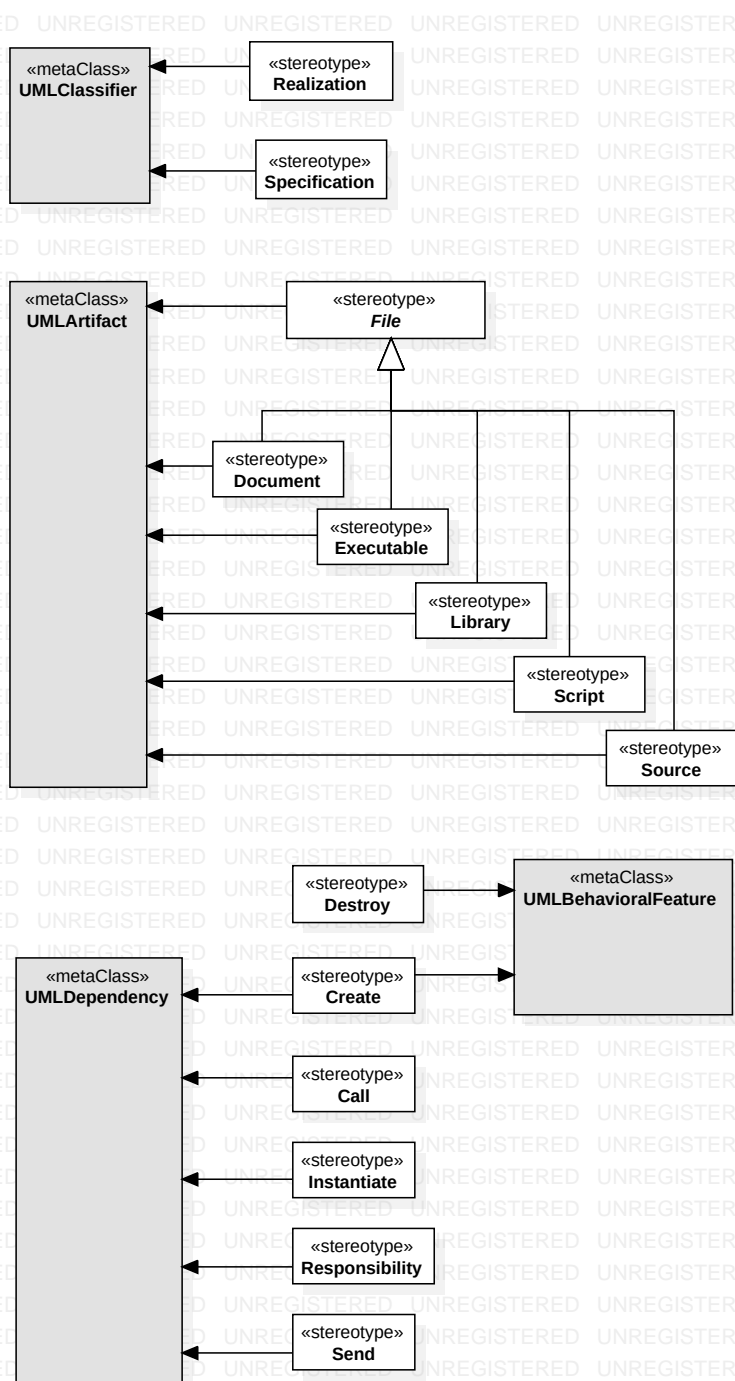 «metaClass»
UMLClassifier
«stereotype»
Realization
«stereotype»
Specification
«metaClass»
UMLArtifact
«stereotype»
File
«stereotype»
Document
«stereotype»
Executable
«stereotype»
Library
«stereotype»
Script
«stereotype»
Source
«stereotype»
Destroy
«metaClass»
UMLBehavioralFeature
«metaClass»
UMLDependency
«stereotype»
Create
«stereotype»
Call
«stereotype»
Instantiate
«stereotype»
Responsibility
«stereotype»
Send
UNREGISTERED